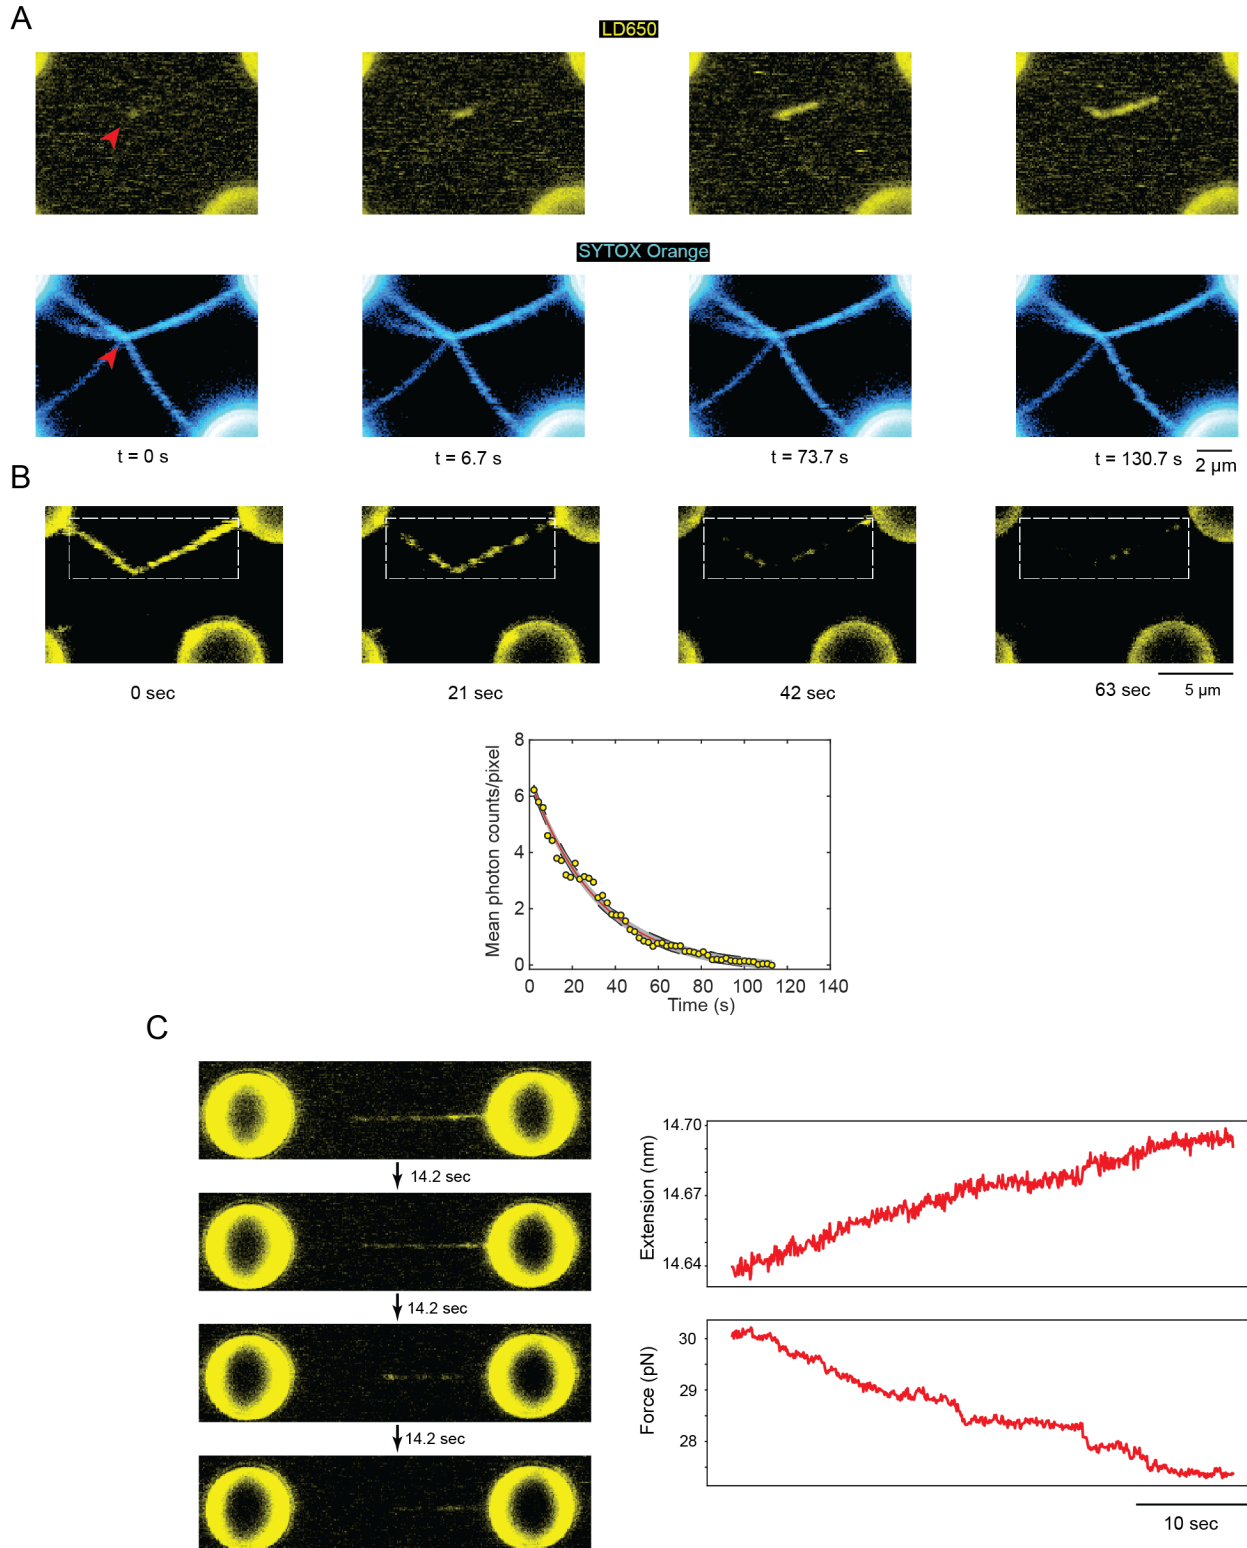 A
LD650
SYTOX Orange
t = 0 s
t = 6.7 s
t = 73.7 s
t = 130.7 s
2 μm
B
0 sec
21 sec
42 sec
63 sec
5 μm
8
6
4
2
0
Mean photon counts/pixel
0 20 40 60 80 100 120 140
Time (s)
C
14.2 sec
14.2 sec
14.2 sec
14.70
14.67
14.64
Extension (nm)
30
29
28
Force (pN)
10 sec